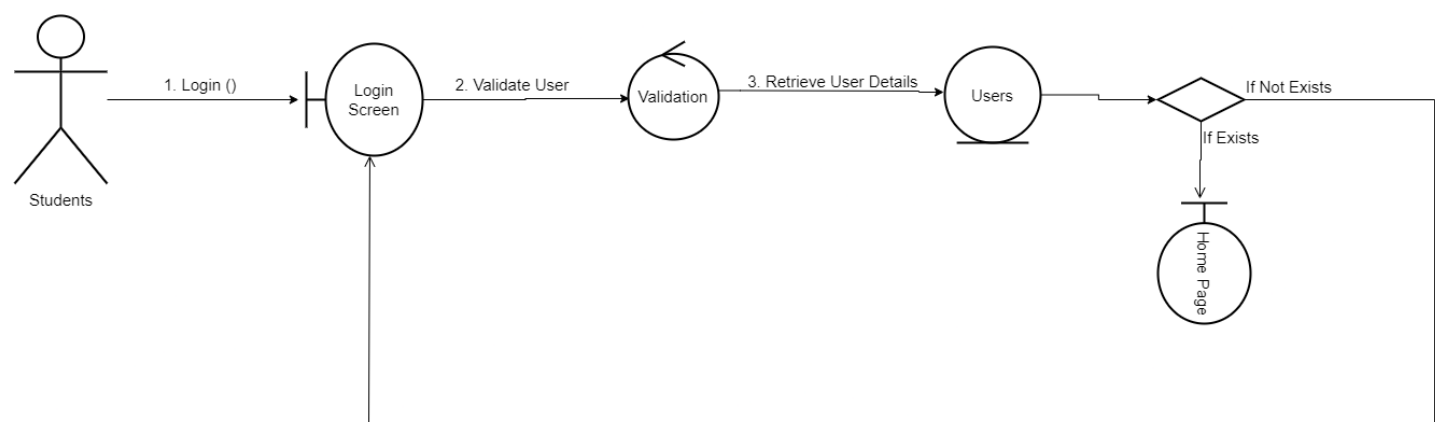 1. Login ()
Login
Screen
2. Validate User
Validation
3. Retrieve User Details
Users
If Not Exists
If Exists
Students
Home Page